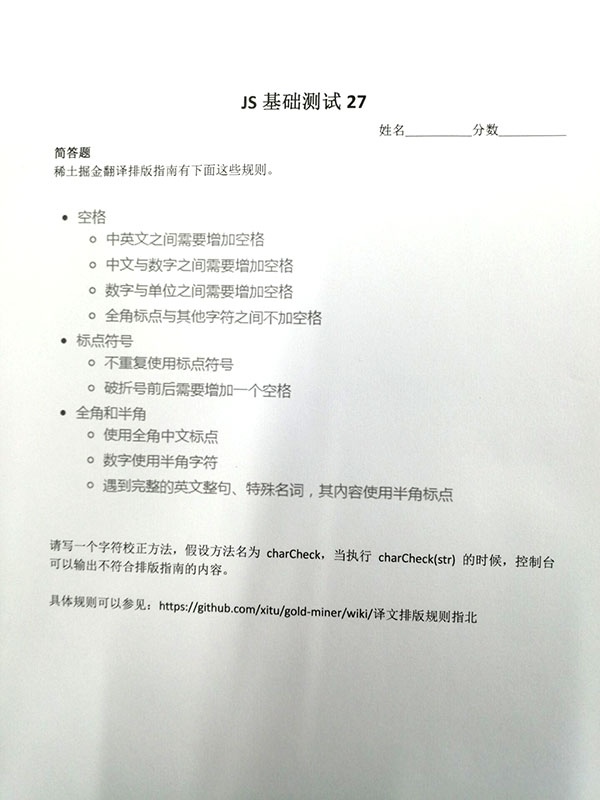 JS 基础测试 27
姓名__________分数__________
简答题
稀土掘金翻译排版指南有下面这些规则。
• 空格
○ 中英文之间需要增加空格
○ 中文与数字之间需要增加空格
○ 数字与单位之间需要增加空格
○ 全角标点与其他字符之间不加空格
• 标点符号
○ 不重复使用标点符号
○ 破折号前后需要增加一个空格
• 全角和半角
○ 使用全角中文标点
○ 数字使用半角字符
○ 遇到完整的英文整句、特殊名词，其内容使用半角标点
请写一个字符校正方法，假设方法名为 charCheck，当执行 charCheck(str) 的时候，控制台
可以输出不符合排版指南的内容。
具体规则可以参见：https://github.com/xitu/gold-miner/wiki/译文排版规则指北